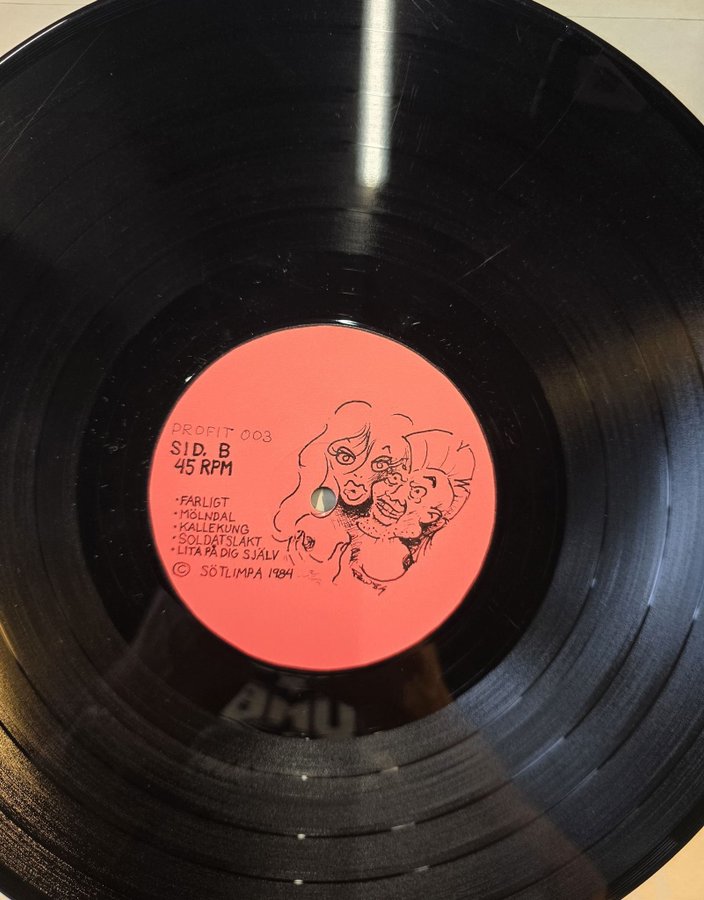 PROFIT 003
SID. B
45 RPM
• FARLIGT
• MÖLNDAL
• KALLEKUNG
• SOLDATSLAKT
• LITA PÅ DIG SJÄLV
© SÖTLIMPA 1984